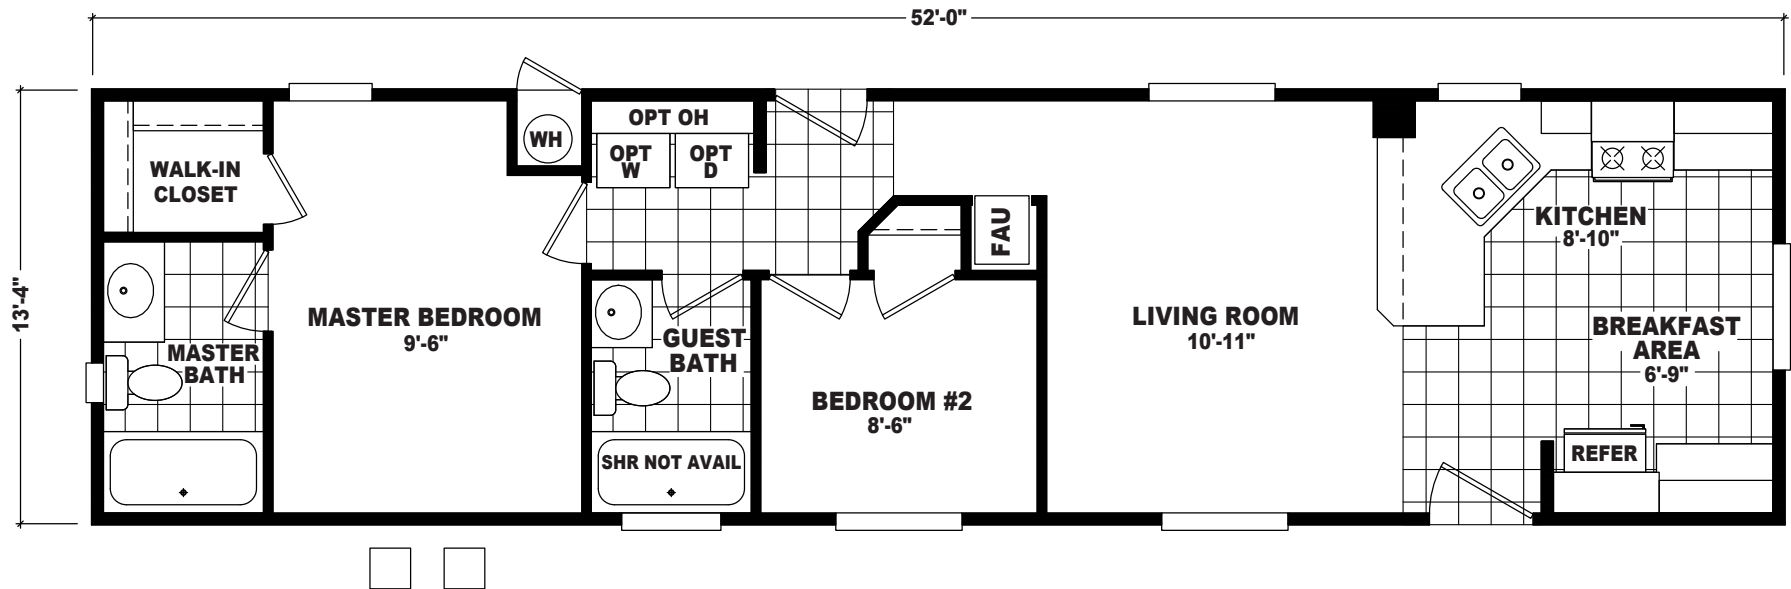 52'-0"
13'-4"
WALK-IN
CLOSET
MASTER
BATH
MASTER BEDROOM
9'-6"
WH
OPT OH
OPT
W
OPT
D
GUEST
BATH
SHR NOT AVAIL
BEDROOM #2
8'-6"
FAU
LIVING ROOM
10'-11"
KITCHEN
8'-10"
BREAKFAST
AREA
6'-9"
REFER